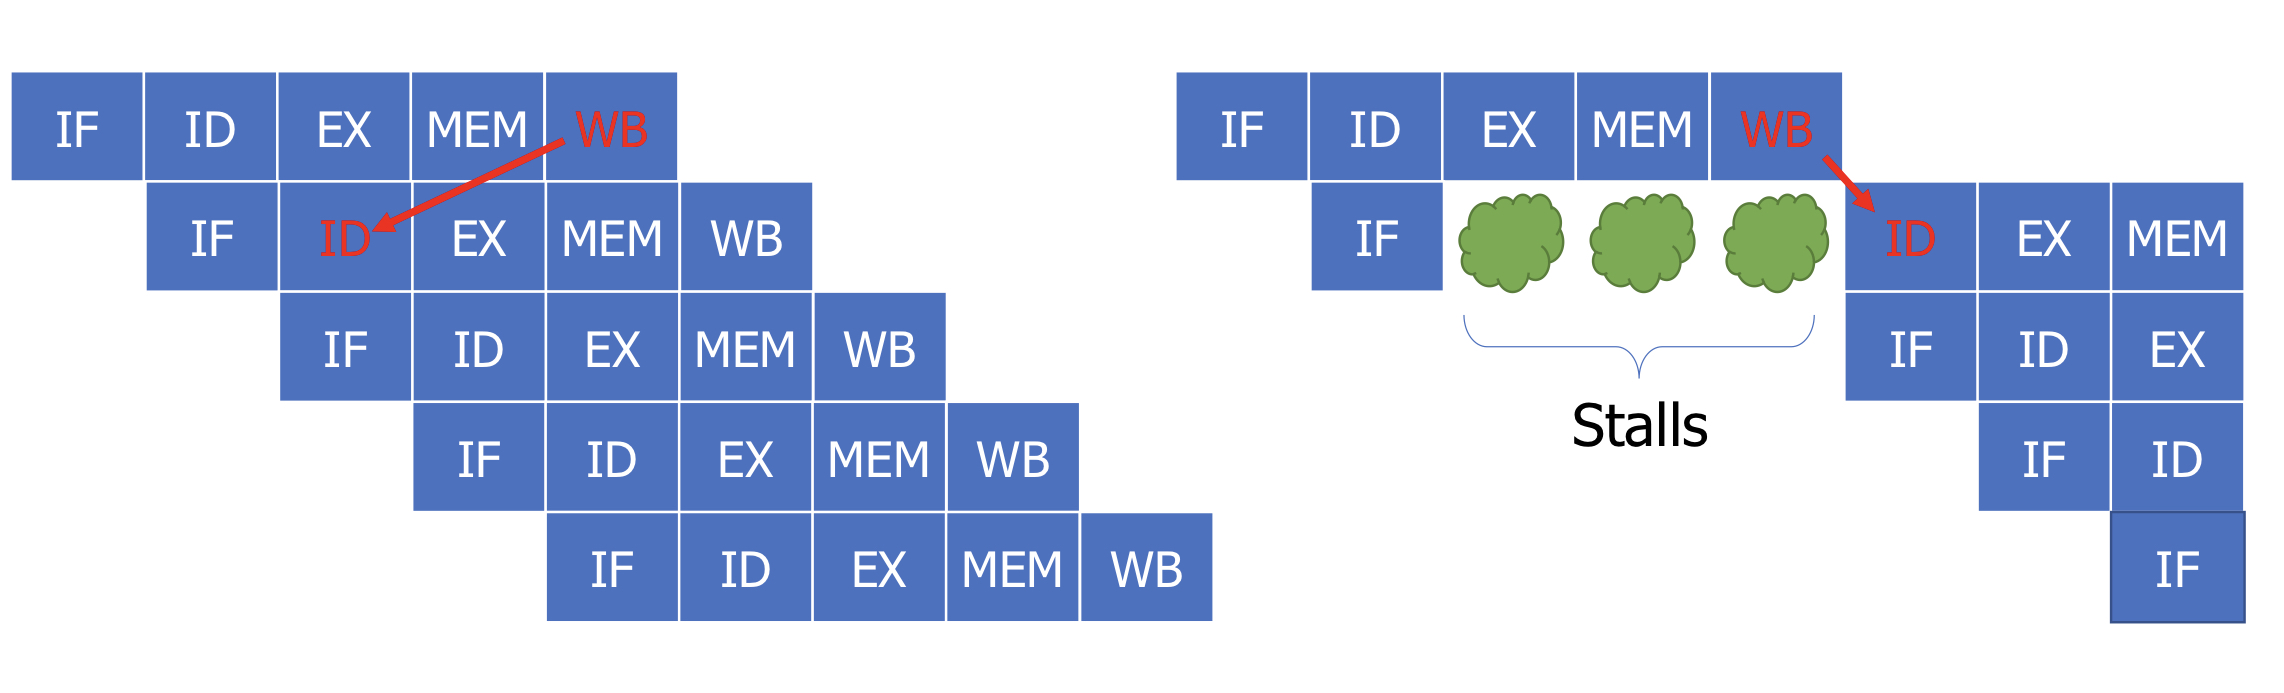 IF ID EX MEM WB
IF ID EX MEM WB
IF ID EX MEM WB
IF ID EX MEM WB
IF ID EX MEM WB
IF ID EX MEM WB
IF ID EX MEM
IF ID EX
Stalls
IF ID
IF